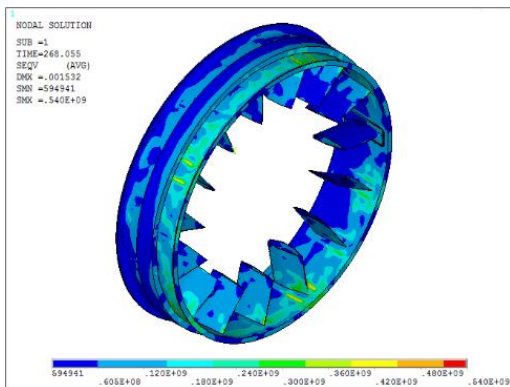 1
NODAL SOLUTION
SUB =1
TIME=268.055
SEQV (AVG)
DMX =.001532
SMN =594941
SMX =.540E+09
594941 .120E+09 .240E+09 .360E+09 .480E+09
.605E+08 .180E+09 .300E+09 .420E+09 .540E+09